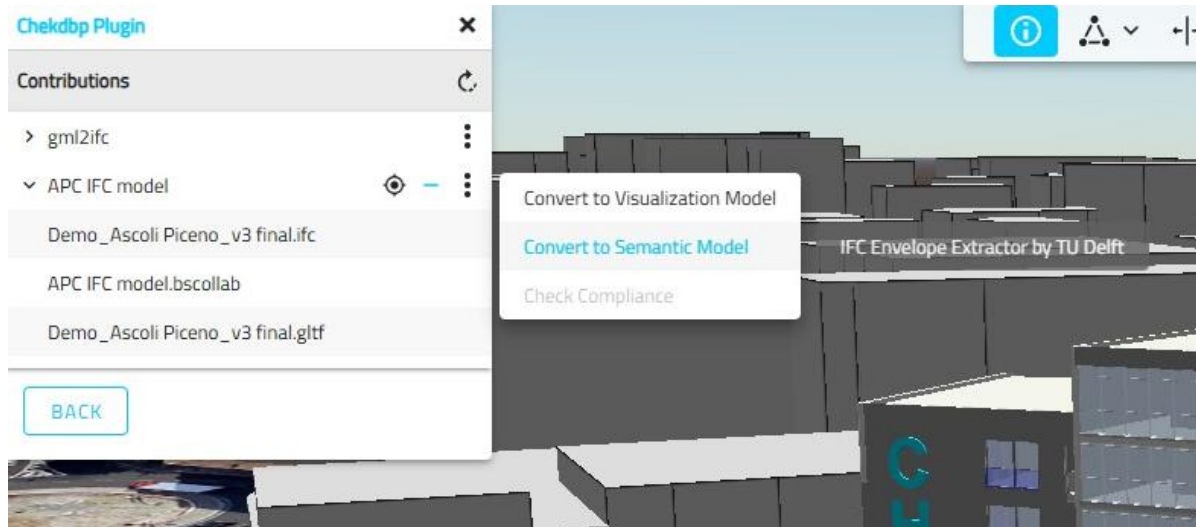 Chekdbp Plugin
Contributions
gml2ifc
APC IFC model
Demo_Ascoli Piceno_v3 final.ifc
APC IFC model.bscollab
Demo_Ascoli Piceno_v3 final.gltf
BACK
Convert to Visualization Model
Convert to Semantic Model
Check Compliance
IFC Envelope Extractor by TU Delft
C
H